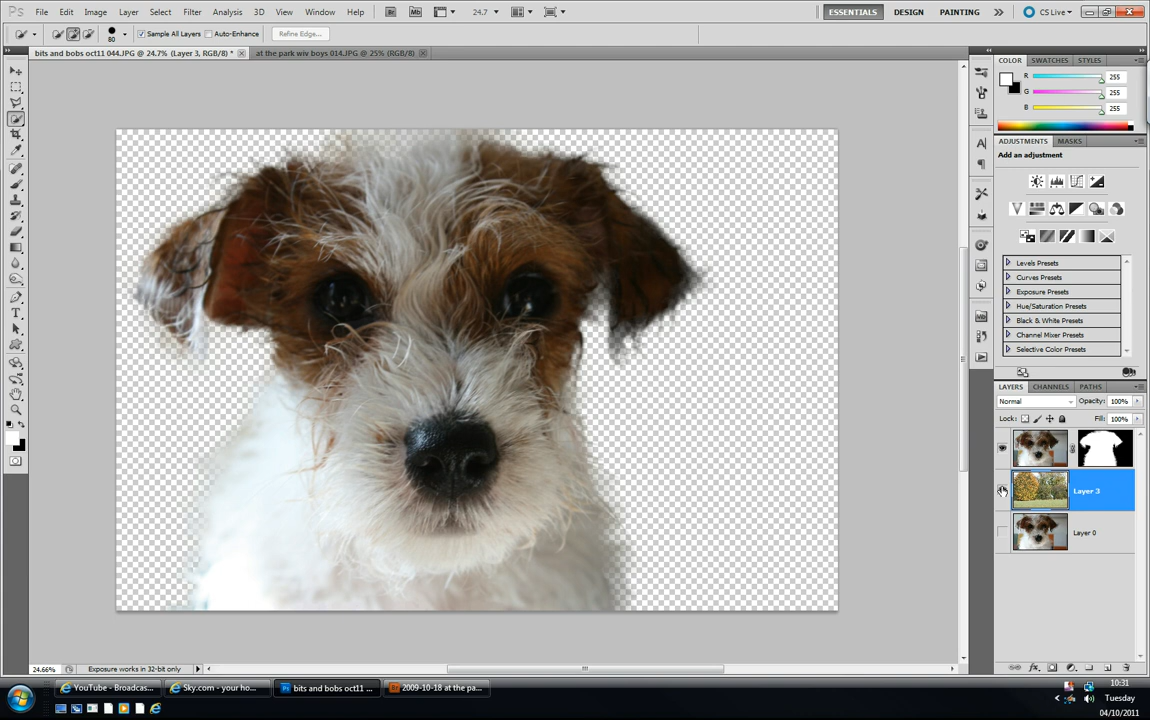 Ps File Edit Image Layer Select Filter Analysis 3D View Window Help Br Mb 24.7 ESSENTIALS DESIGN PAINTING CS Live
80 Sample All Layers Auto-Enhance Refine Edge...
bits and bobs oct11 044.JPG @ 24.7% (Layer 3, RGB/8) * at the park wiv boys 014.JPG @ 25% (RGB/8)
COLOR SWATCHES STYLES
R 255
G 255
B 255
ADJUSTMENTS MASKS
Add an adjustment
Levels Presets
Curves Presets
Exposure Presets
Hue/Saturation Presets
Black & White Presets
Channel Mixer Presets
Selective Color Presets
LAYERS CHANNELS PATHS
Normal Opacity: 100%
Lock: Fill: 100%
Layer 3
Layer 0
24.66% Exposure works in 32-bit only
YouTube - Broadcas... Sky.com - your ho... bits and bobs oct11 ... 2009-10-18 at the pa...
10:31
Tuesday
04/10/2011